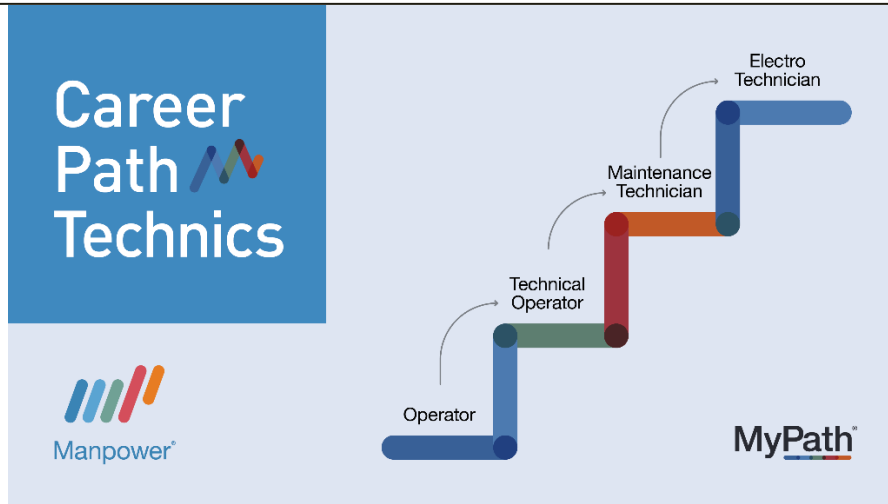 Career
Path
Technics
Manpower®
Operator
Technical
Operator
Maintenance
Technician
Electro
Technician
MyPath®